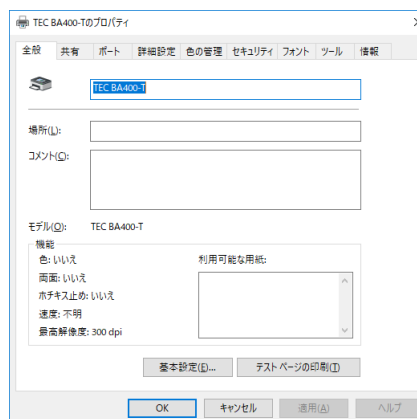 TEC BA400-Tのプロパティ
全般 共有 ポート 詳細設定 色の管理 セキュリティ フォント ツール 情報
TEC BA400-T
場所(L):
コメント(C):
モデル(O): TEC BA400-T
機能
色: いいえ 利用可能な用紙:
両面: いいえ
ホチキス止め: いいえ
速度: 不明
最高解像度: 300 dpi
基本設定(E)... テスト ページの印刷(T)
OK キャンセル 適用(A) ヘルプ